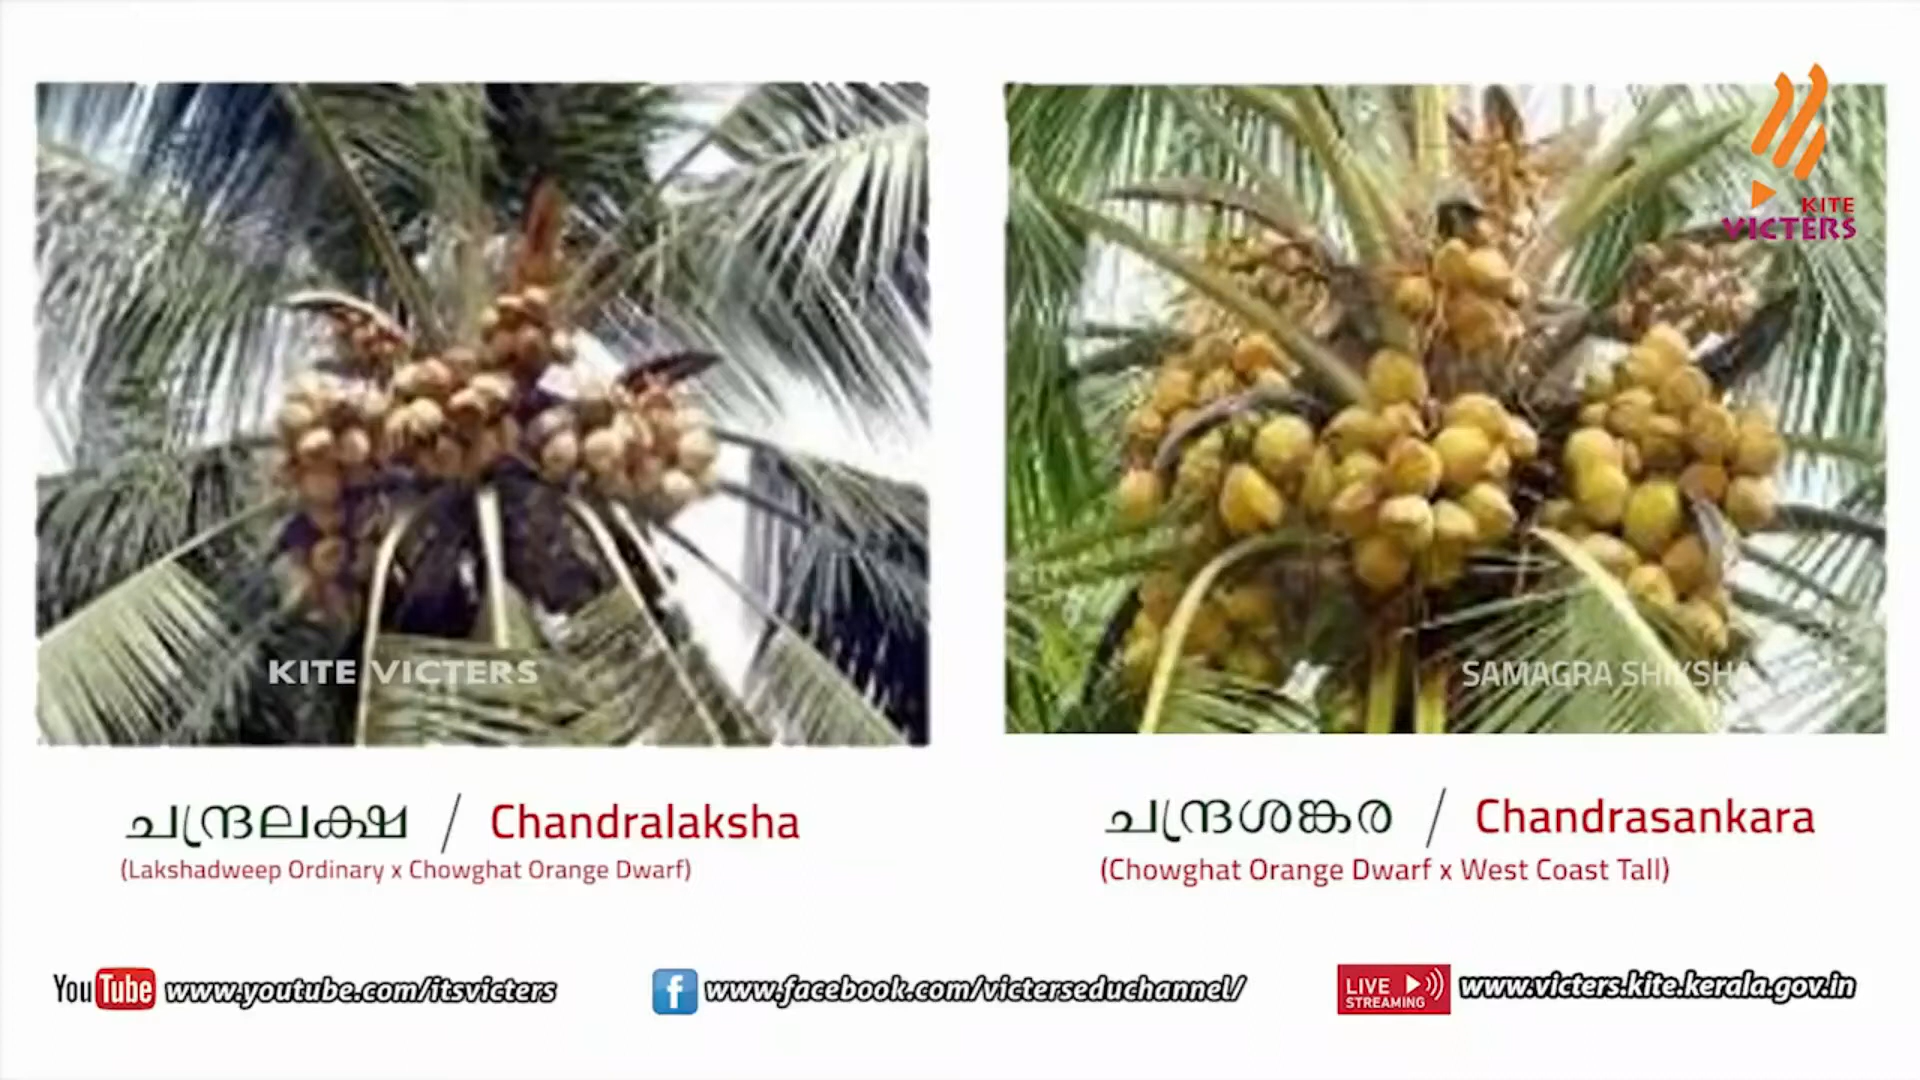 KITE
VICTERS
KITE VICTERS
SAMAGRA SHIKSHA
ചന്ദ്രലക്ഷ / Chandralaksha
(Lakshadweep Ordinary x Chowghat Orange Dwarf)
ചന്ദ്രശങ്കര / Chandrasankara
(Chowghat Orange Dwarf x West Coast Tall)
YouTube www.youtube.com/itsvicters
f www.facebook.com/victerseduchannel/
LIVE STREAMING www.victers.kite.kerala.gov.in